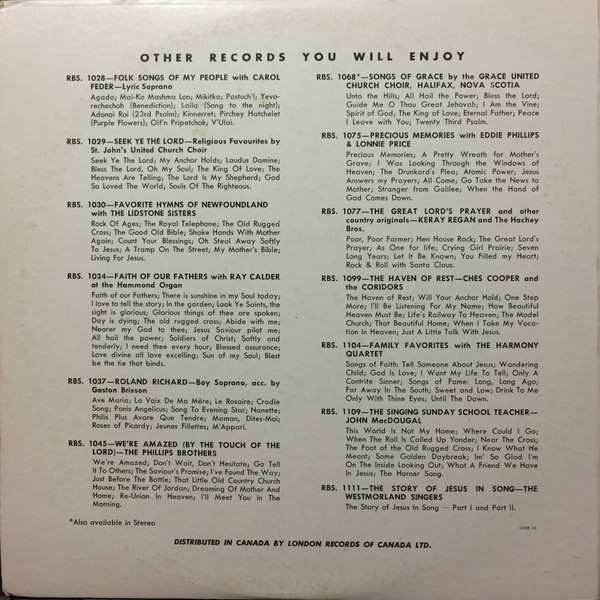 OTHER RECORDS YOU WILL ENJOY
RBS. 1028—FOLK SONGS OF MY PEOPLE with CAROL
FEDER—Lyric Soprano
Agada; Mai-Ko Mashma Lon; Mikitka; Pastuch'l; Yevo-
rechechoh (Benediction); Laila (Song to the night);
Adonoi Roi (23rd Psalm); Kinnerret; Pirchey Hatchelet
(Purple Flowers); Oif'n Pripetchok; V'Ulai.
RBS. 1029—SEEK YE THE LORD—Religious Favourites by
St. John's United Church Choir
Seek Ye The Lord; My Anchor Holds; Laudus Domine;
Bless The Lord, Oh My Soul; The King Of Love; The
Heavens Are Telling; The Lord Is My Shepherd; God
So Loved The World; Souls Of The Righteous.
RBS. 1030—FAVORITE HYMNS OF NEWFOUNDLAND
with THE LIDSTONE SISTERS
Rock Of Ages; The Royal Telephone; The Old Rugged
Cross; The Good Old Bible; Shake Hands With Mother
Again; Count Your Blessings; Oh Steal Away Softly
To Jesus; A Tramp On The Street; My Mother's Bible;
Living For Jesus.
RBS. 1034—FAITH OF OUR FATHERS with RAY CALDER
at the Hammond Organ
Faith of our Fathers; There is sunshine in my Soul today;
I love to tell the story; In the garden; Look Ye Saints, the
sight is glorious; Glorious things of thee are spoken;
Day is dying; The old rugged cross; Abide with me;
Nearer my God to thee; Jesus Saviour pilot me;
All hail the power; Soldiers of Christ; Softly and
tenderly; I need thee every hour; Blessed assurance;
Love divine all love excelling; Sun of my Soul; Blest
be the tie that binds.
RBS. 1037—ROLAND RICHARD—Boy Soprano, acc. by
Gaston Brisson
Ave Maria; La Voix De Ma Mère; Le Rosaire; Cradle
Song; Panis Angelicus; Song To Evening Star; Nanette;
Philis Plus Avare Que Tendre; Maman, Dites-Moi;
Roses of Picardy; Jeunes Fillettes; M'Appari.
RBS. 1045—WE'RE AMAZED (BY THE TOUCH OF THE
LORD)—THE PHILLIPS BROTHERS
We're Amazed; Don't Wait, Don't Hesitate; Go Tell
It To Others; The Saviour's Promise; I've Found The Way;
Just Before The Battle; That Little Old Country Church
House; The River Of Jordan; Dreaming Of Mother And
Home; Re-Union In Heaven; I'll Meet You In The
Morning.
*Also available in Stereo
RBS. 1068*—SONGS OF GRACE by the GRACE UNITED
CHURCH CHOIR, HALIFAX, NOVA SCOTIA
Unto the Hills; All Hail the Power; Bless the Lord;
Guide Me O Thou Great Jehovah; I Am the Vine;
Spirit of God; The King of Love; Eternal Father; Peace
I Leave with You; Twenty Third Psalm.
RBS. 1075—PRECIOUS MEMORIES with EDDIE PHILLIPS
& LONNIE PRICE
Precious Memories; A Pretty Wreath for Mother's
Grave; I Was Looking Through the Windows of
Heaven; The Drunkard's Plea; Atomic Power; Jesus
Answers my Prayers; All Come; Go Take the News to
Mother; Stranger from Galilee; When the Hand of
God Comes Down.
RBS. 1077—THE GREAT LORD'S PRAYER and other
country originals—KERAY REGAN and The Hachey
Bros.
Poor, Poor Farmer; Hen House Rock; The Great Lord's
Prayer; As One for life; Crying Girl Prairie; Seven
Long Years; Let It Be Known; You Filled my Heart;
Rock & Roll with Santa Claus.
RBS. 1099—THE HAVEN OF REST—CHES COOPER and
the CORIDORS
The Haven of Rest; Will Your Anchor Hold; One Step
More; I'll Be Listening For My Name; How Beautiful
Heaven Must Be; Life's Railway To Heaven; The Model
Church; That Beautiful Home; When I Take My Vaca-
tion In Heaven; Just A Little Talk With Jesus.
RBS. 1104—FAMILY FAVORITES with THE HARMONY
QUARTET
Songs of Faith: Tell Someone About Jesus; Wandering
Child; God Is Love; I Want My Life To Tell; Only A
Contrite Sinner; Songs of Fame: Long, Long Ago;
Far Away In The South; Sweet and Low; Drink To Me
Only With Thine Eyes; Until The Dawn.
RBS. 1109—THE SINGING SUNDAY SCHOOL TEACHER—
JOHN MacDOUGAL
This World Is Not My Home; Where Could I Go;
When The Roll Is Called Up Yonder; Near The Cross;
The Foot of the Old Rugged Cross; I Know What He
Meant; Some Golden Daybreak; Im' So Glad I'm
On The Inside Looking Out; What A Friend We Have
In Jesus; The Horner Song.
RBS. 1111—THE STORY OF JESUS IN SONG—THE
WESTMORLAND SINGERS
The Story of Jesus In Song — Part I and Part II.
DISTRIBUTED IN CANADA BY LONDON RECORDS OF CANADA LTD.